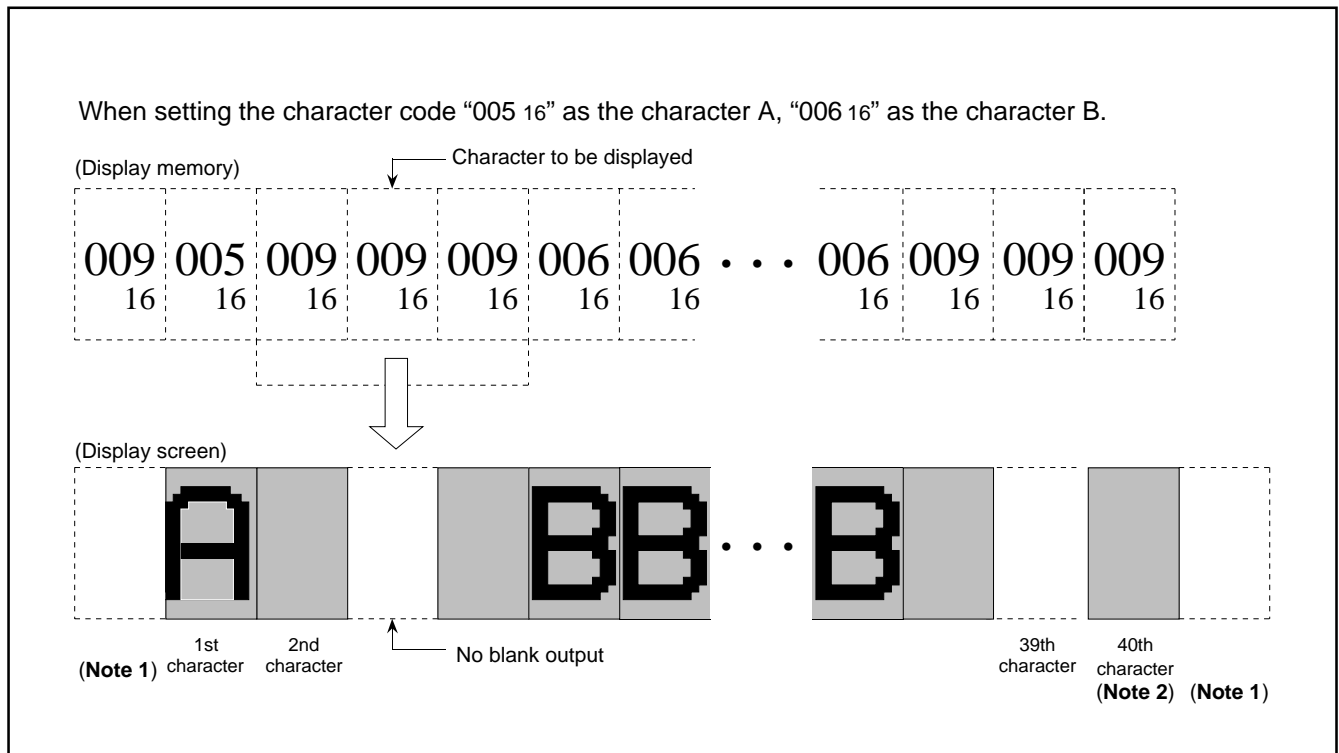 When setting the character code “005 16” as the character A, “006 16” as the character B.
(Display memory)
Character to be displayed
009 005 009 009 009 006 006 • • • 006 009 009 009
16 16 16 16 16 16 16 16 16 16 16
(Display screen)
A B B • • • B
1st character
2nd character
No blank output
39th character
40th character
(Note 1)
(Note 2) (Note 1)